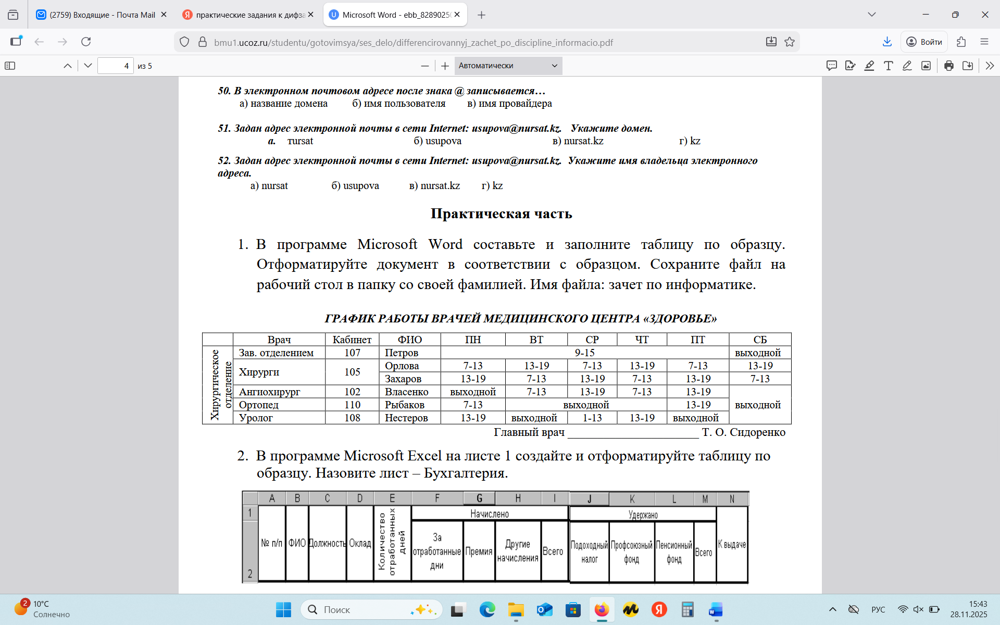 (2759) Входящие - Почта Mail
практические задания к дифза
Microsoft Word - ebb_8289025
bmu1.ucoz.ru/studentu/gotovimsya/ses_delo/differencirovannyj_zachet_po_discipline_informacio.pdf
Войти
4 из 5
Автоматически
50. В электронном почтовом адресе после знака @ записывается…
а) название домена б) имя пользователя в) имя провайдера
51. Задан адрес электронной почты в сети Internet: usupova@nursat.kz. Укажите домен.
а. тursat б) usupova в) nursat.kz г) kz
52. Задан адрес электронной почты в сети Internet: usupova@nursat.kz. Укажите имя владельца электронного
адреса.
а) nursat б) usupova в) nursat.kz г) kz
Практическая часть
1. В программе Microsoft Word составьте и заполните таблицу по образцу.
Отформатируйте документ в соответствии с образцом. Сохраните файл на
рабочий стол в папку со своей фамилией. Имя файла: зачет по информатике.
ГРАФИК РАБОТЫ ВРАЧЕЙ МЕДИЦИНСКОГО ЦЕНТРА «ЗДОРОВЬЕ»
Врач Кабинет ФИО ПН ВТ СР ЧТ ПТ СБ
Хирургическое
отделение
Зав. отделением 107 Петров 9-15 выходной
Хирурги 105 Орлова 7-13 13-19 7-13 13-19 7-13 13-19
Захаров 13-19 7-13 13-19 7-13 13-19 7-13
Ангиохирург 102 Власенко выходной 7-13 13-19 7-13 13-19
Ортопед 110 Рыбаков 7-13 выходной 13-19 выходной
Уролог 108 Нестеров 13-19 выходной 1-13 13-19 выходной
Главный врач ________________________ Т. О. Сидоренко
2. В программе Microsoft Excel на листе 1 создайте и отформатируйте таблицу по
образцу. Назовите лист – Бухгалтерия.
A B C D E F G H I J K L M N
1
2
№ п/п
ФИО
Должность
Оклад
Количество
отработанных
дней
Начислено
За
отработанные
дни
Премия
Другие
начисления
Всего
Удержано
Подоходный
налог
Профсоюзный
фонд
Пенсионный
фонд
Всего
К выдаче
2
10°C
Солнечно
Поиск
РУС
15:43
28.11.2025